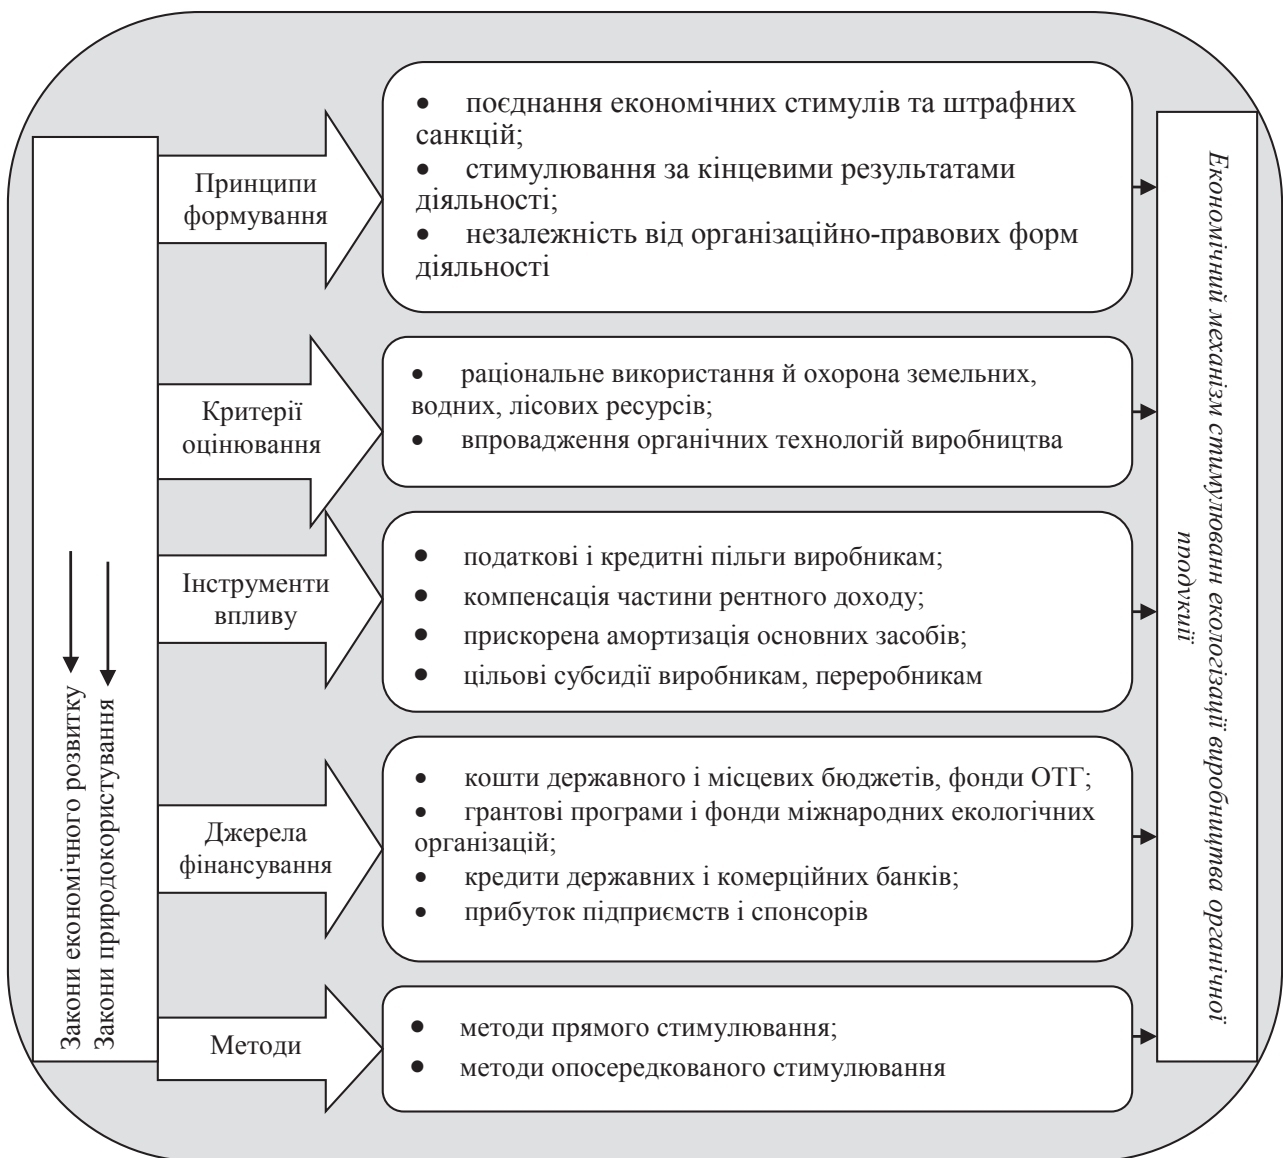 Закони економічного розвитку
Закони природокористування
Принципи
формування
• поєднання економічних стимулів та штрафних
санкцій;
• стимулювання за кінцевими результатами
діяльності;
• незалежність від організаційно-правових форм
діяльності
Критерії
оцінювання
• раціональне використання й охорона земельних,
водних, лісових ресурсів;
• впровадження органічних технологій виробництва
Інструменти
впливу
• податкові і кредитні пільги виробникам;
• компенсація частини рентного доходу;
• прискорена амортизація основних засобів;
• цільові субсидії виробникам, переробникам
Джерела
фінансування
• кошти державного і місцевих бюджетів, фонди ОТГ;
• грантові програми і фонди міжнародних екологічних
організацій;
• кредити державних і комерційних банків;
• прибуток підприємств і спонсорів
Методи
• методи прямого стимулювання;
• методи опосередкованого стимулювання
Економічний механізм стимулюванн екологізації виробництва органічної
продукції